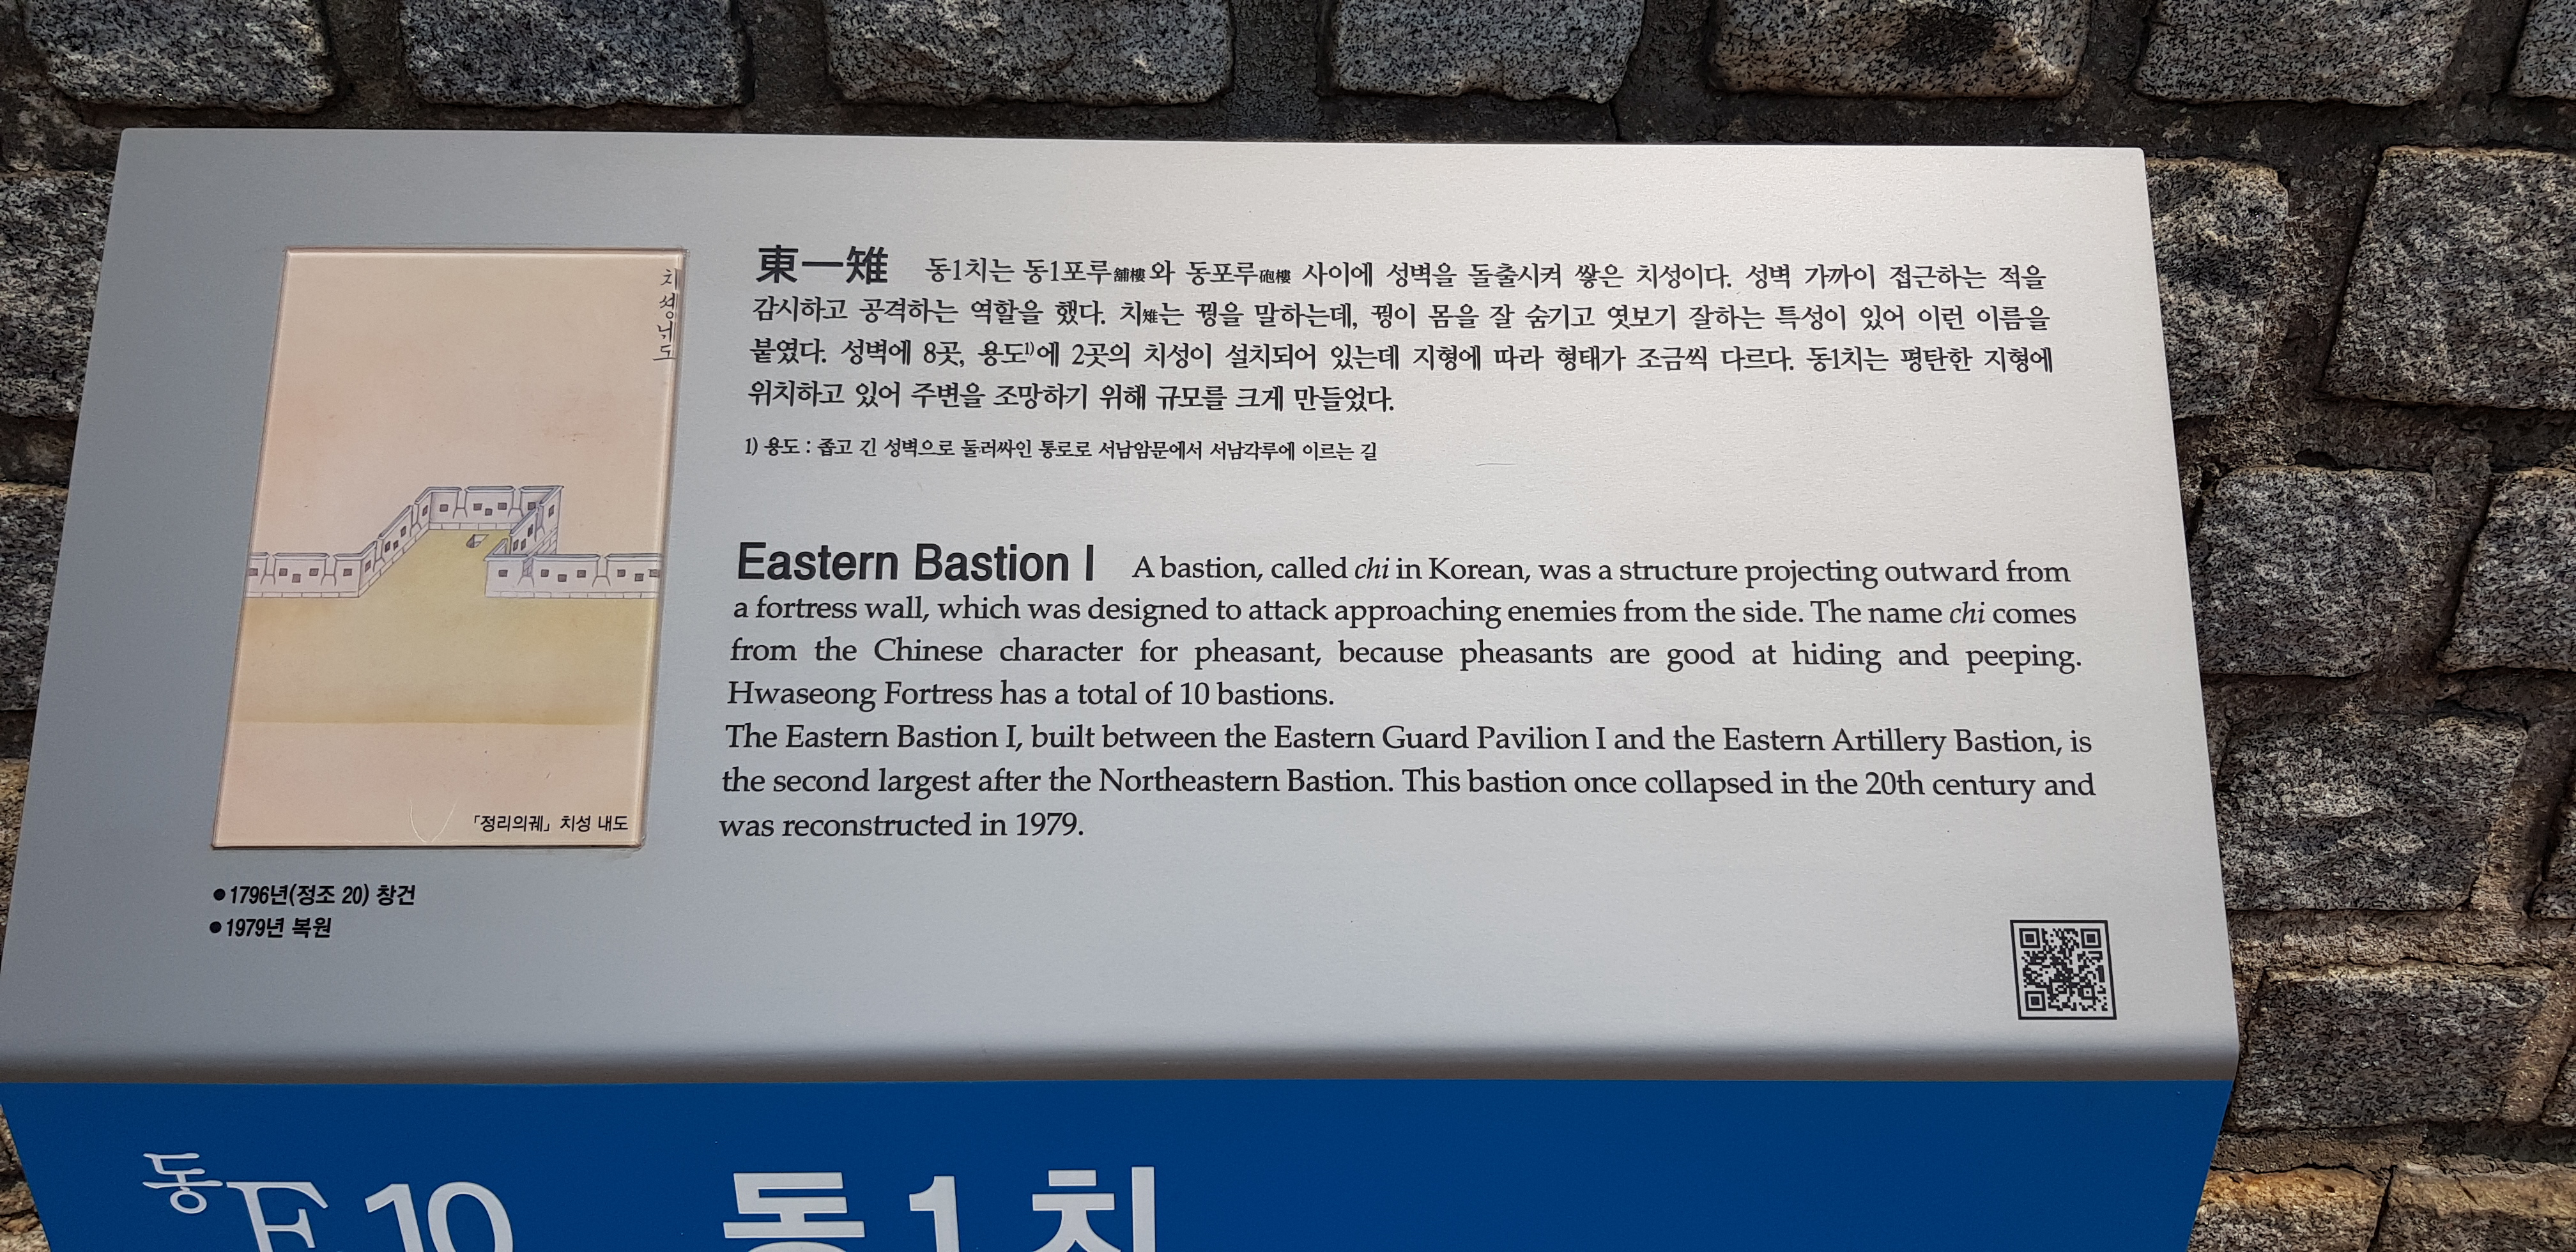 치셩내도
「정리의궤」 치성 내도
●1796년(정조 20) 창건
●1979년 복원
東一雉 동1치는 동1포루舖樓와 동포루砲樓 사이에 성벽을 돌출시켜 쌓은 치성이다. 성벽 가까이 접근하는 적을
감시하고 공격하는 역할을 했다. 치雉는 꿩을 말하는데, 꿩이 몸을 잘 숨기고 엿보기 잘하는 특성이 있어 이런 이름을
붙였다. 성벽에 8곳, 용도1)에 2곳의 치성이 설치되어 있는데 지형에 따라 형태가 조금씩 다르다. 동1치는 평탄한 지형에
위치하고 있어 주변을 조망하기 위해 규모를 크게 만들었다.
1) 용도 : 좁고 긴 성벽으로 둘러싸인 통로로 서남암문에서 서남각루에 이르는 길
Eastern Bastion I A bastion, called chi in Korean, was a structure projecting outward from
a fortress wall, which was designed to attack approaching enemies from the side. The name chi comes
from the Chinese character for pheasant, because pheasants are good at hiding and peeping.
Hwaseong Fortress has a total of 10 bastions.
The Eastern Bastion I, built between the Eastern Guard Pavilion I and the Eastern Artillery Bastion, is
the second largest after the Northeastern Bastion. This bastion once collapsed in the 20th century and
was reconstructed in 1979.
동 E 10 동1치